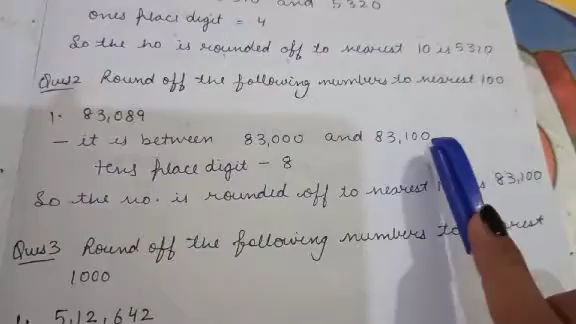 and 5320
ones place digit = 4
So the no is rounded off to nearest 10 is 5320
Ques2 Round off the following numbers to nearest 100
1. 83,089
- it is between 83,000 and 83,100
tens place digit - 8
So the no. is rounded off to nearest 83,100
Ques3 Round off the following numbers to
1000
1. 5,12,642